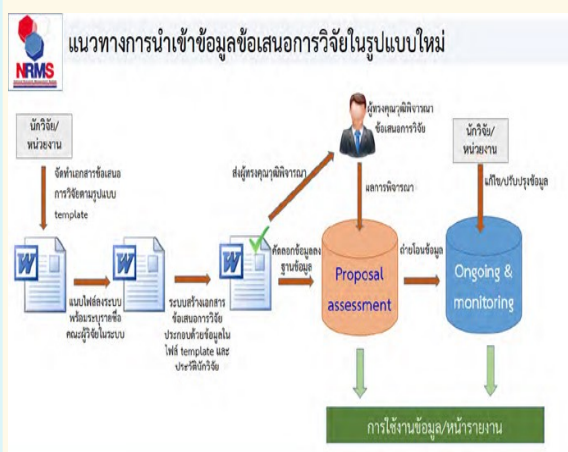 NRMS
แนวทางการนำเข้าข้อมูลข้อเสนอการวิจัยในรูปแบบใหม่
นักวิจัย/
หน่วยงาน
จัดทำเอกสารข้อเสนอ
การวิจัยตามรูปแบบ
template
แนบไฟล์ลงระบบ
พร้อมระบุรายชื่อ
คณะผู้วิจัยในระบบ
ระบบสร้างเอกสาร
ข้อเสนอการวิจัย
ประกอบด้วยข้อมูลใน
ไฟล์ template และ
ประวัตินักวิจัย
ส่งผู้ทรงคุณวุฒิพิจารณา
ผู้ทรงคุณวุฒิพิจารณา
ข้อเสนอการวิจัย
คัดลอกข้อมูลลง
ฐานข้อมูล
ผลการพิจารณา
Proposal
assessment
ถ่ายโอนข้อมูล
นักวิจัย/
หน่วยงาน
แก้ไข/ปรับปรุงข้อมูล
Ongoing &
monitoring
การใช้งานข้อมูล/หน้ารายงาน